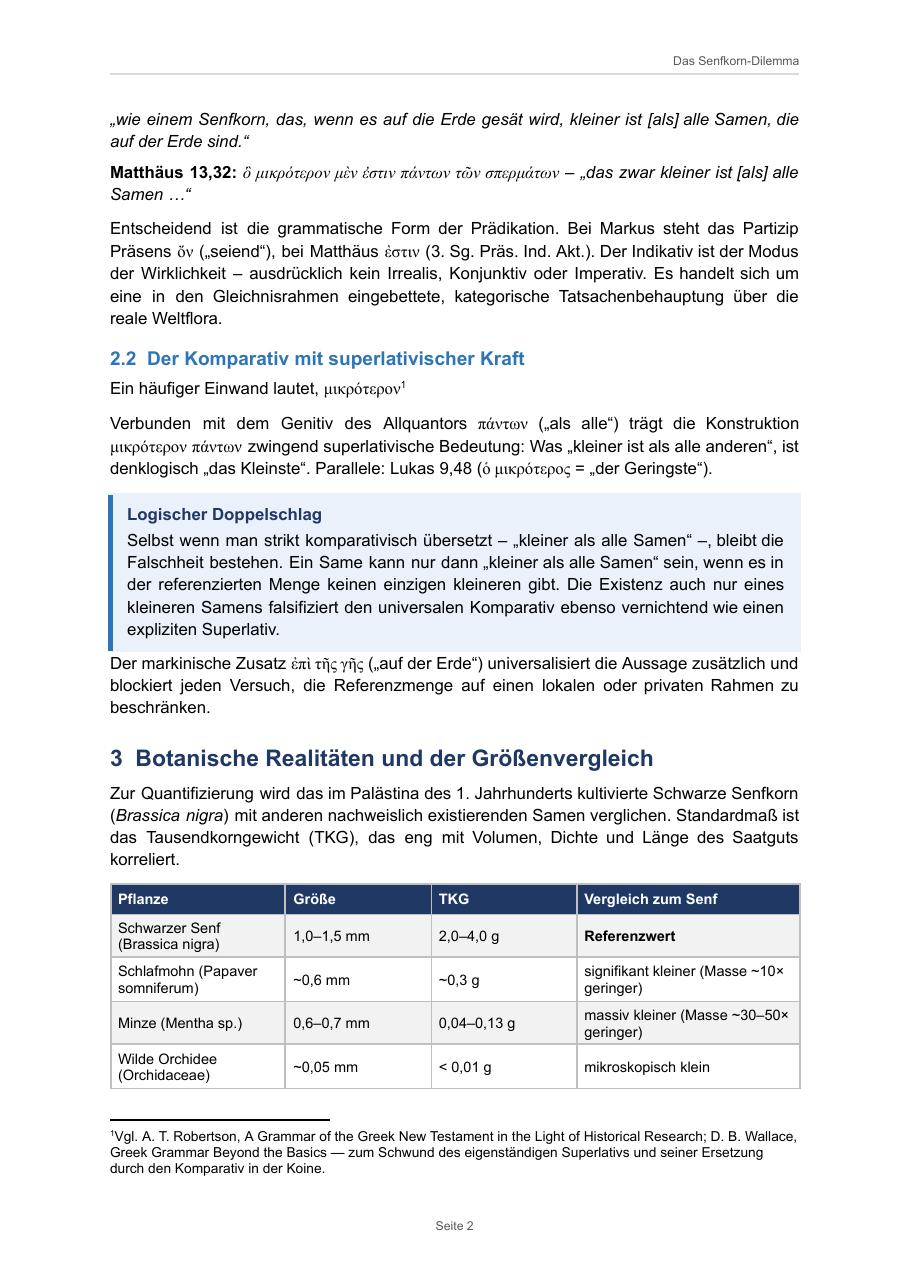 Das Senfkorn-Dilemma
„wie einem Senfkorn, das, wenn es auf die Erde gesät wird, kleiner ist [als] alle Samen, die
auf der Erde sind.“
Matthäus 13,32: ὃ μικρότερον μὲν ἐστιν πάντων τῶν σπερμάτων – „das zwar kleiner ist [als] alle
Samen …“
Entscheidend ist die grammatische Form der Prädikation. Bei Markus steht das Partizip
Präsens ὄν („seiend“), bei Matthäus ἐστιν (3. Sg. Präs. Ind. Akt.). Der Indikativ ist der Modus
der Wirklichkeit – ausdrücklich kein Irrealis, Konjunktiv oder Imperativ. Es handelt sich um
eine in den Gleichnisrahmen eingebettete, kategorische Tatsachenbehauptung über die
reale Weltflora.
2.2 Der Komparativ mit superlativischer Kraft
Ein häufiger Einwand lautet, μικρότερον¹
Verbunden mit dem Genitiv des Allquantors πάντων („als alle“) trägt die Konstruktion
μικρότερον πάντων zwingend superlativische Bedeutung: Was „kleiner ist als alle anderen“, ist
denklogisch „das Kleinste“. Parallele: Lukas 9,48 (ὁ μικρότερος = „der Geringste“).
Logischer Doppelschlag
Selbst wenn man strikt komparativisch übersetzt – „kleiner als alle Samen“ –, bleibt die
Falschheit bestehen. Ein Same kann nur dann „kleiner als alle Samen“ sein, wenn es in
der referenzierten Menge keinen einzigen kleineren gibt. Die Existenz auch nur eines
kleineren Samens falsifiziert den universalen Komparativ ebenso vernichtend wie einen
expliziten Superlativ.
Der markinische Zusatz ἐπὶ τῆς γῆς („auf der Erde“) universalisiert die Aussage zusätzlich und
blockiert jeden Versuch, die Referenzmenge auf einen lokalen oder privaten Rahmen zu
beschränken.
3 Botanische Realitäten und der Größenvergleich
Zur Quantifizierung wird das im Palästina des 1. Jahrhunderts kultivierte Schwarze Senfkorn
(Brassica nigra) mit anderen nachweislich existierenden Samen verglichen. Standardmaß ist
das Tausendkorngewicht (TKG), das eng mit Volumen, Dichte und Länge des Saatguts
korreliert.
Pflanze Größe TKG Vergleich zum Senf
Schwarzer Senf
(Brassica nigra) 1,0–1,5 mm 2,0–4,0 g Referenzwert
Schlafmohn (Papaver
somniferum) ~0,6 mm ~0,3 g signifikant kleiner (Masse ~10×
geringer)
Minze (Mentha sp.) 0,6–0,7 mm 0,04–0,13 g massiv kleiner (Masse ~30–50×
geringer)
Wilde Orchidee
(Orchidaceae) ~0,05 mm < 0,01 g mikroskopisch klein
¹Vgl. A. T. Robertson, A Grammar of the Greek New Testament in the Light of Historical Research; D. B. Wallace,
Greek Grammar Beyond the Basics — zum Schwund des eigenständigen Superlativs und seiner Ersetzung
durch den Komparativ in der Koine.
Seite 2